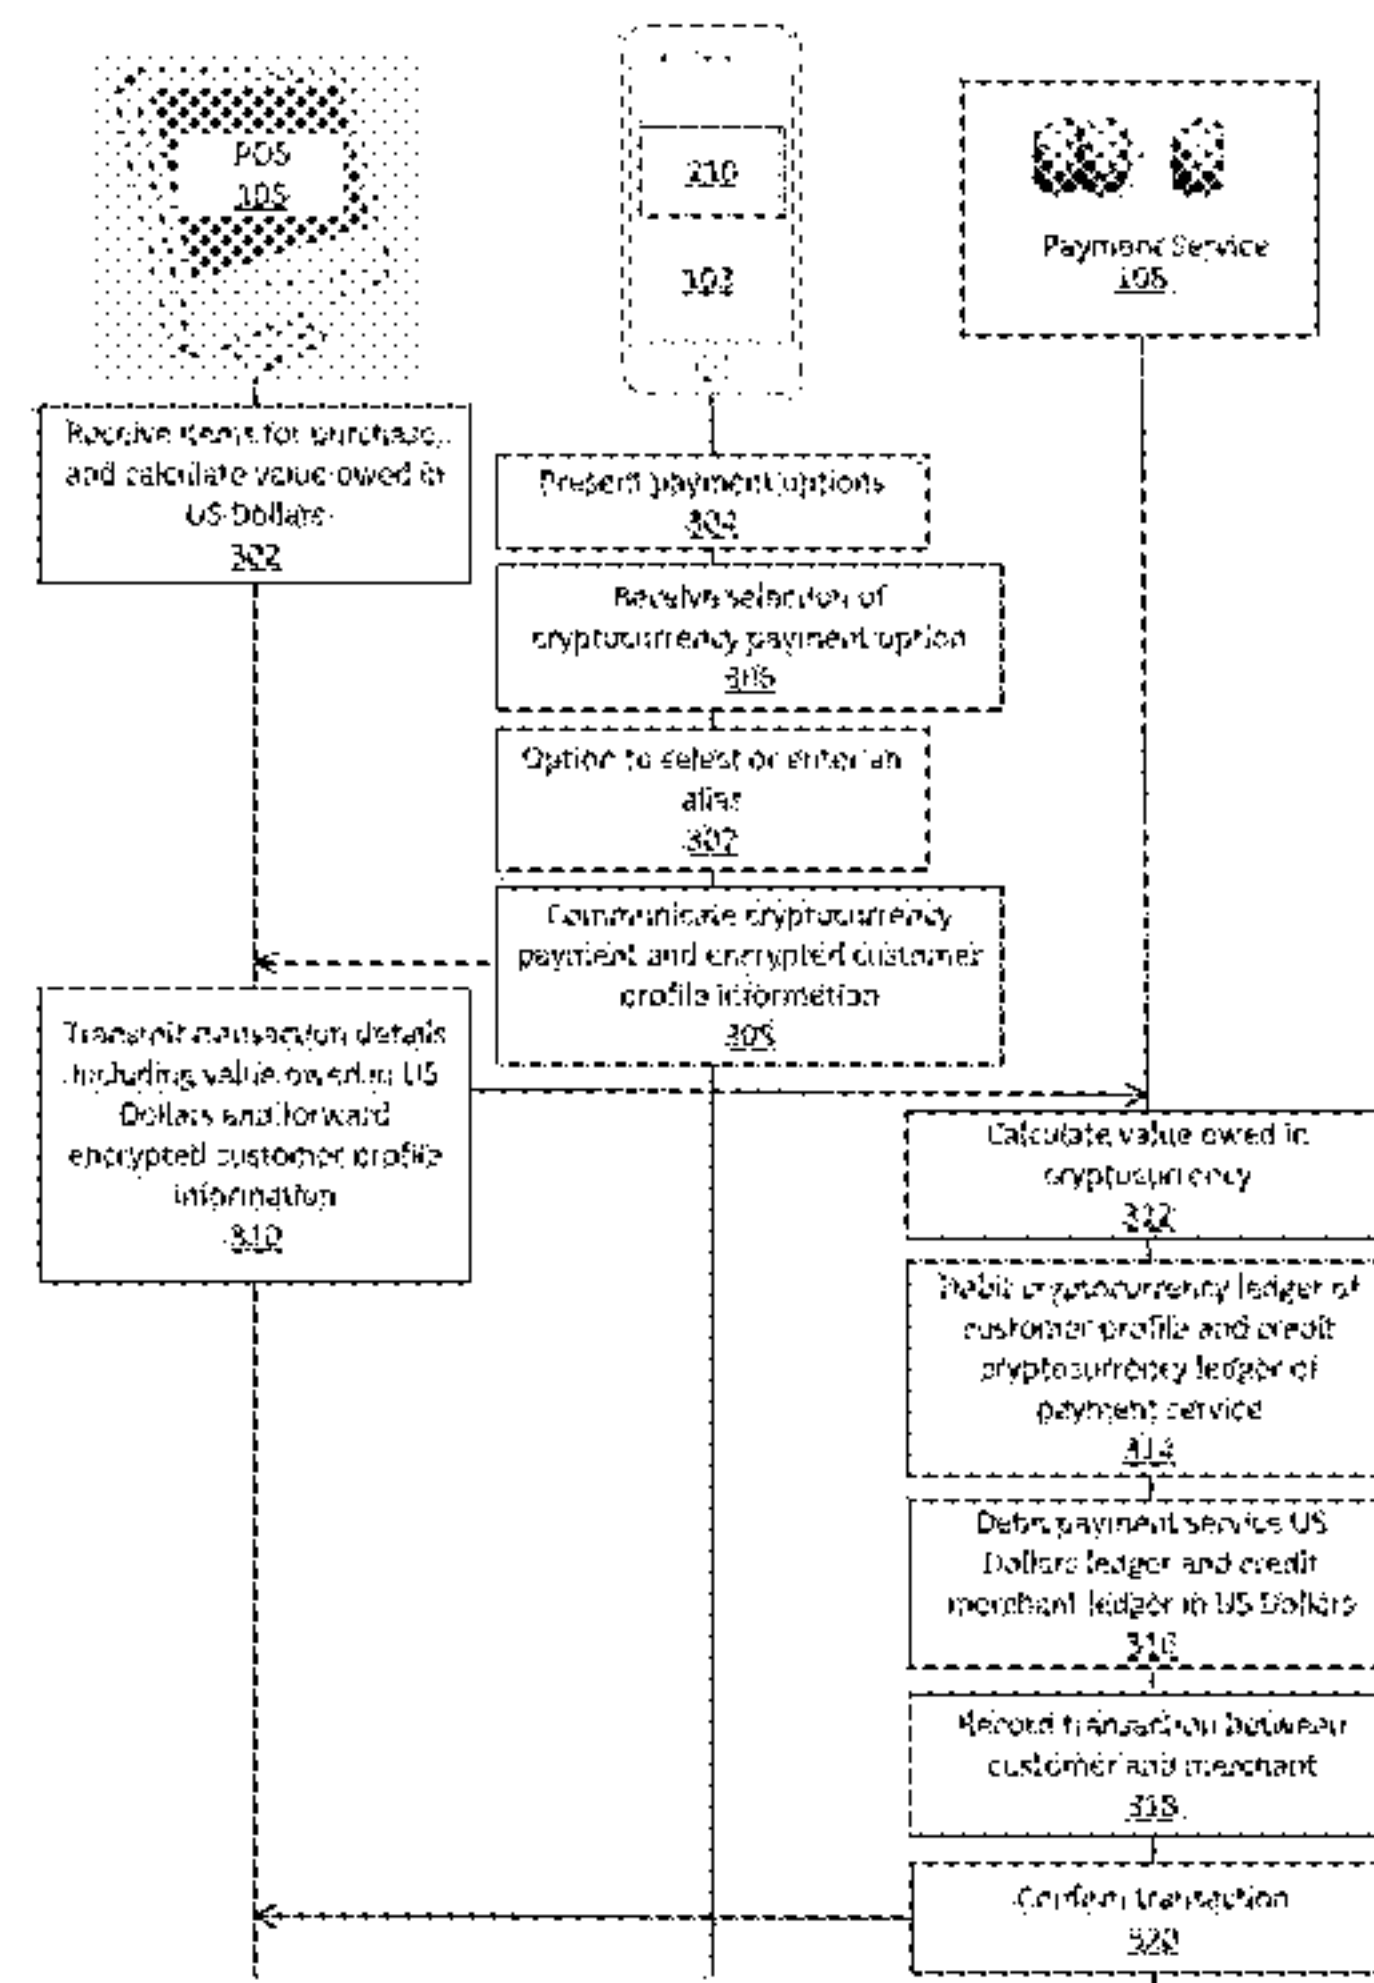 POS
105
210
102
Payment Service
108
Receive items for purchase,
and calculate value owed in
US Dollars
302
Present payment options
304
Receive selection of
cryptocurrency payment option
306
Option to select or enter an
alias
307
Communicate cryptocurrency
payment and encrypted customer
profile information
308
Transmit transaction details
including value owed in US
Dollars and forward
encrypted customer profile
information
310
Calculate value owed in
cryptocurrency
312
Debit cryptocurrency ledger of
customer profile and credit
cryptocurrency ledger of
payment service
314
Debit payment service US
Dollars ledger and credit
merchant ledger in US Dollars
316
Record transaction between
customer and merchant
318
Confirm transaction
320